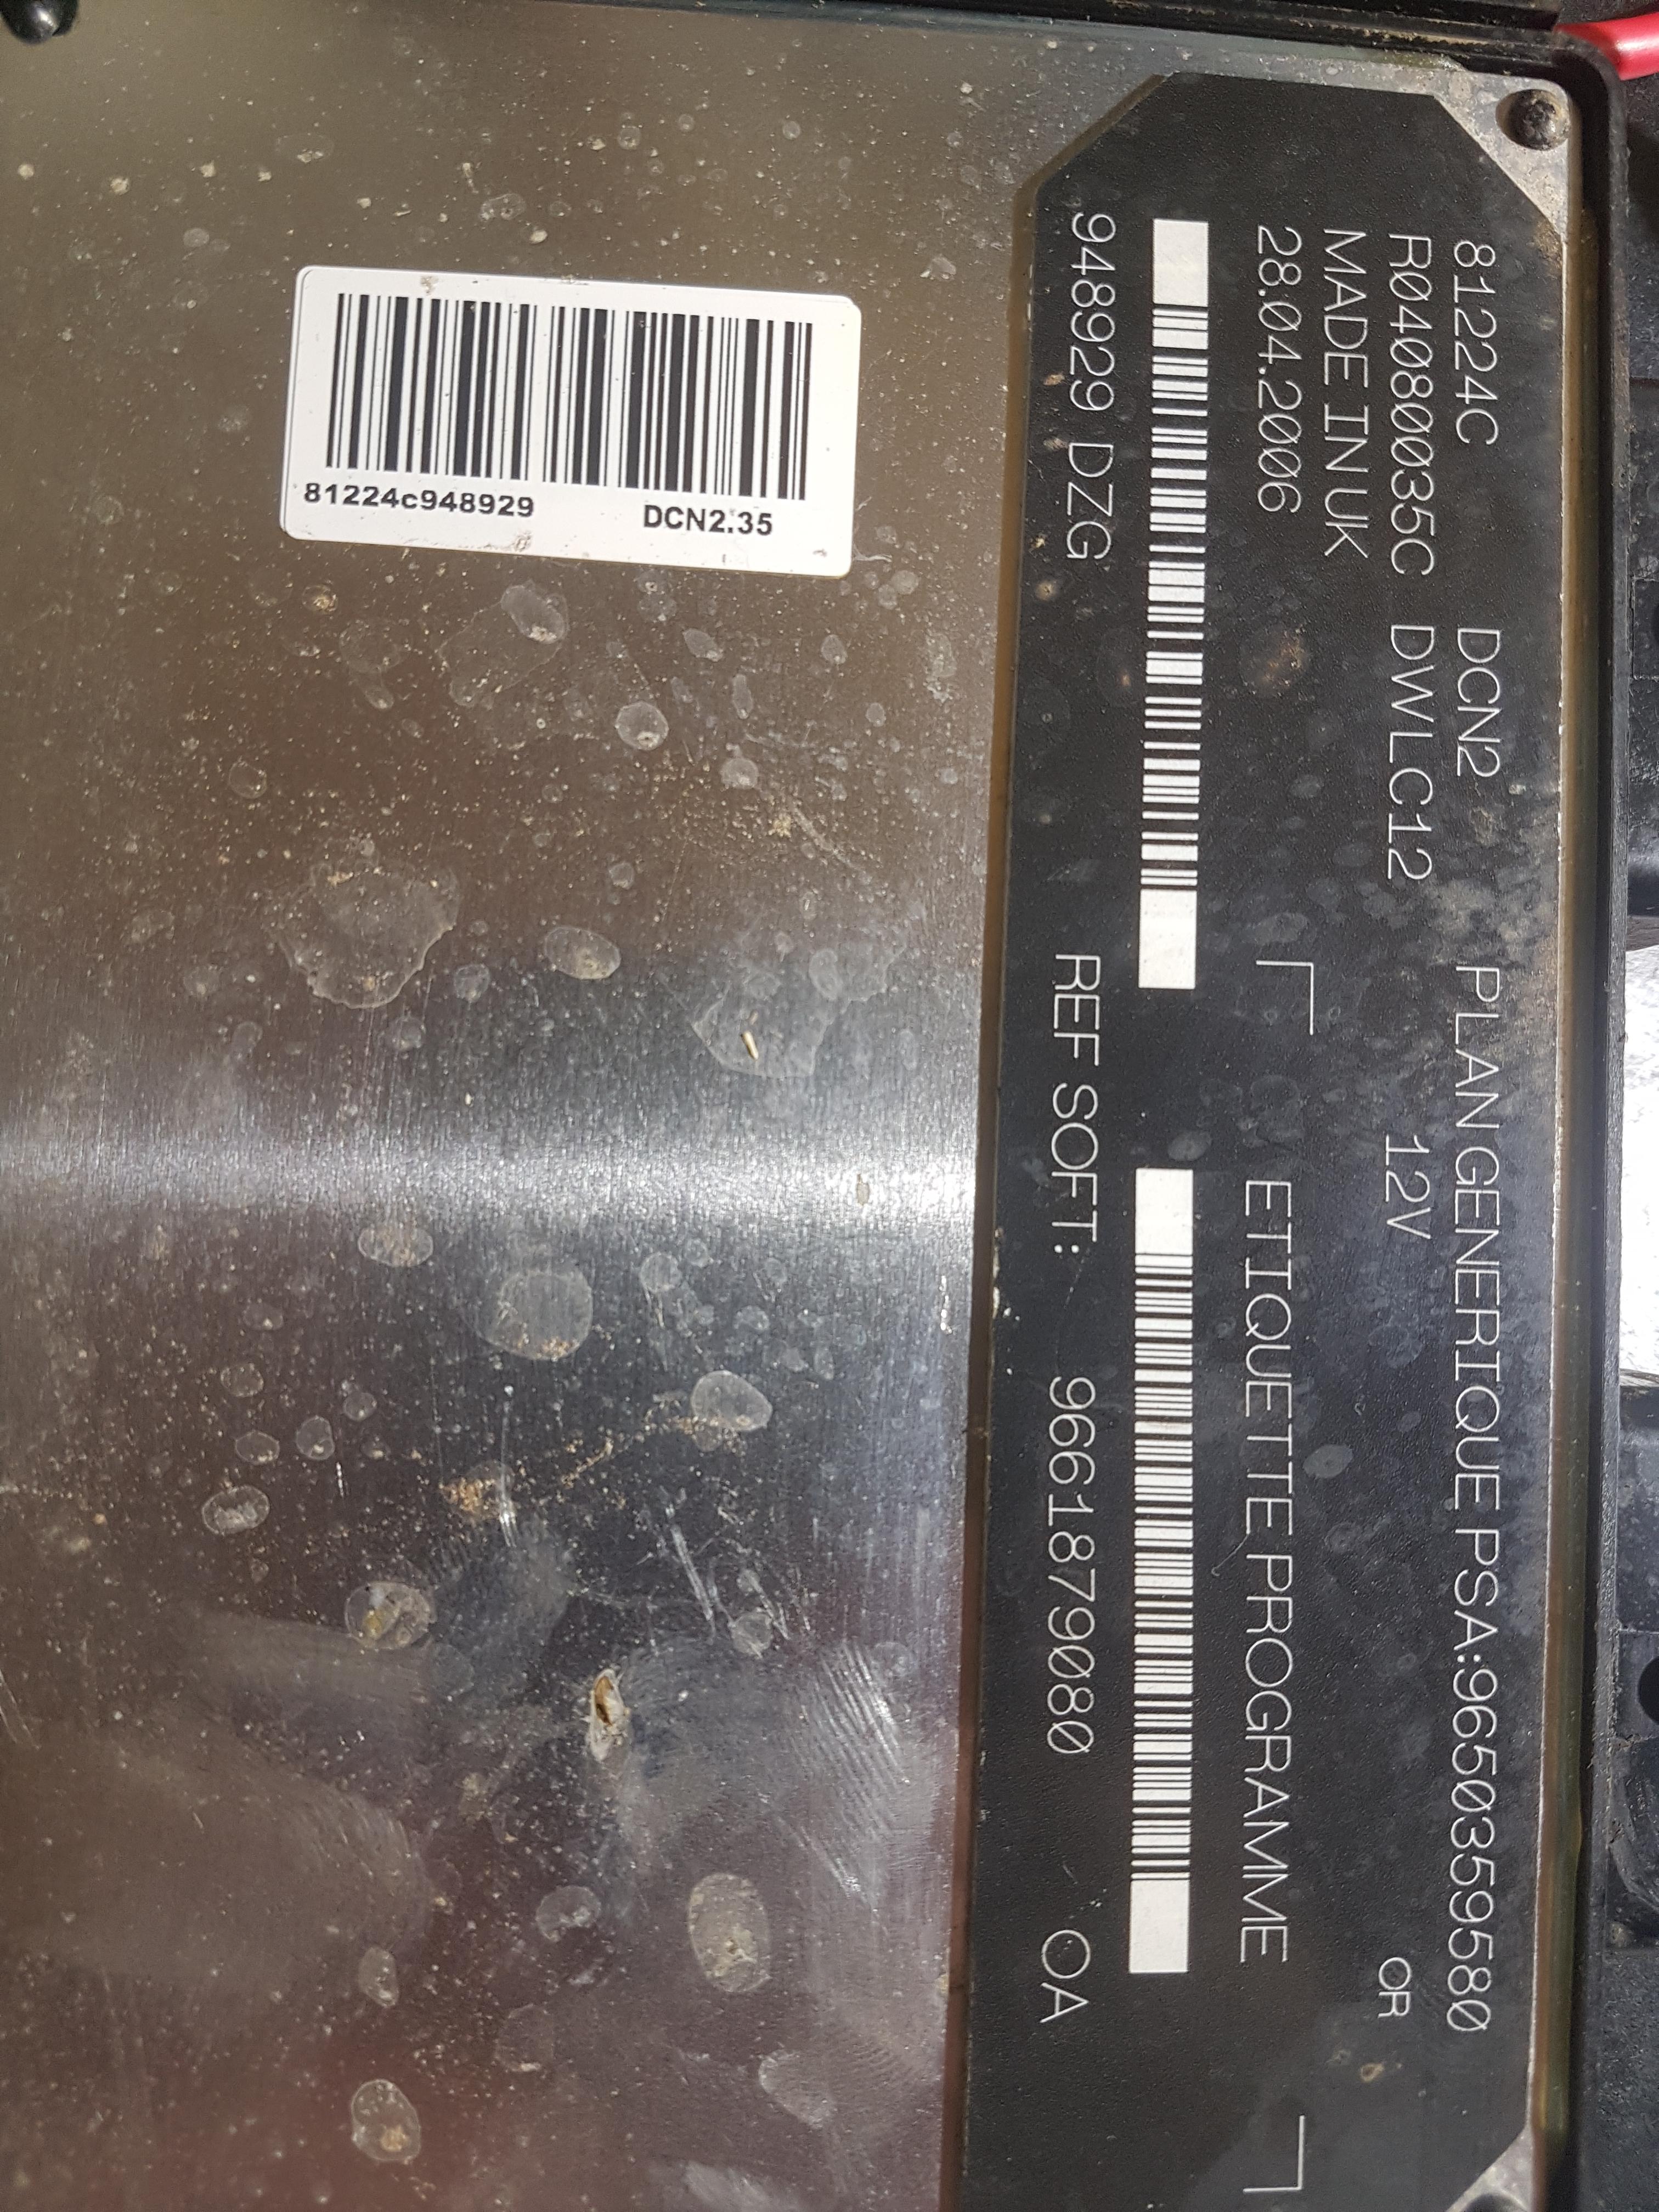 81224C DCN2 PLAN GENERIQUE PSA:9650359580
R04080035C DWLC12 12V OR
MADE IN UK
28.04.2006 ETIQUETTE PROGRAMME
948929 DZG REF SOFT: 9661879080 OA
81224c948929 DCN2.35